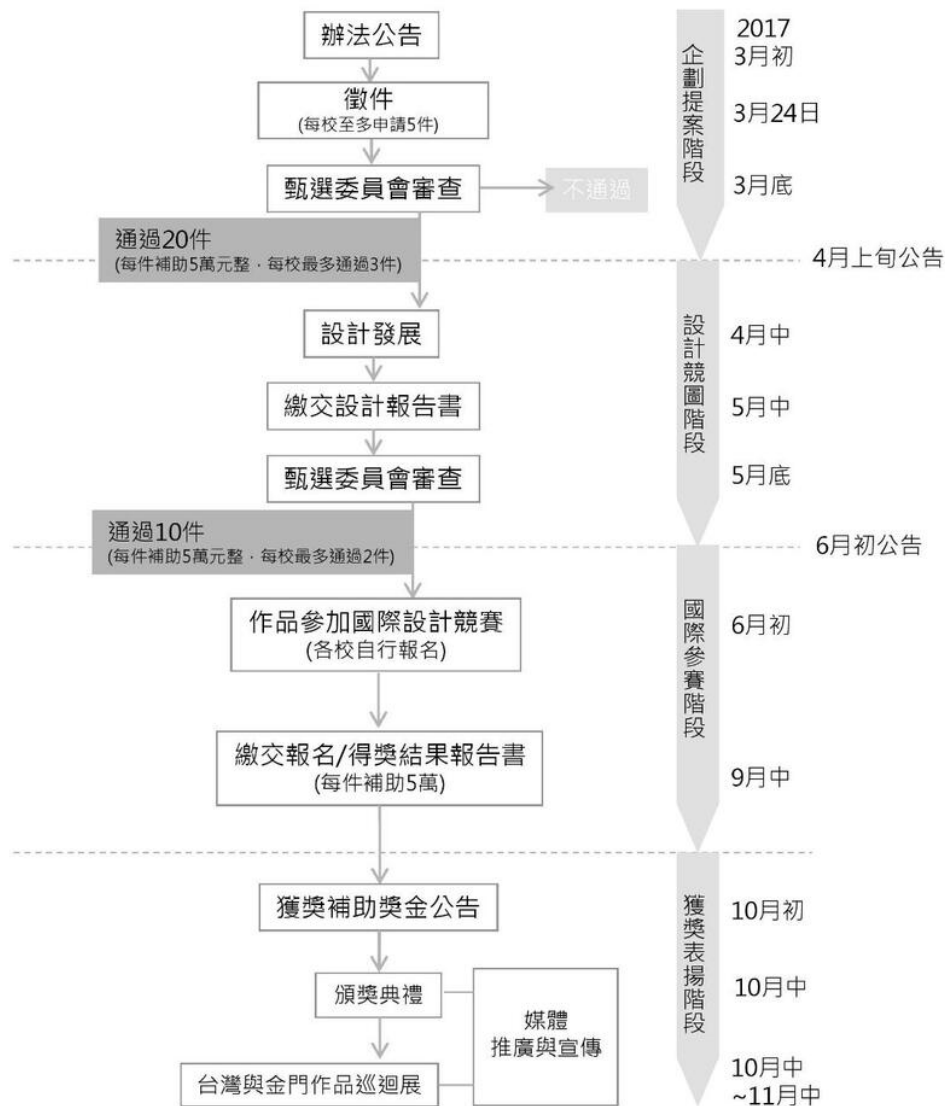 辦法公告
徵件
(每校至多申請5件)
甄選委員會審查
不通過
通過20件
(每件補助5萬元整，每校最多通過3件)
設計發展
繳交設計報告書
甄選委員會審查
通過10件
(每件補助5萬元整，每校最多通過2件)
作品參加國際設計競賽
(各校自行報名)
繳交報名/得獎結果報告書
(每件補助5萬)
獲獎補助獎金公告
頒獎典禮
媒體
推廣與宣傳
台灣與金門作品巡迴展
企劃提案階段
2017
3月初
3月24日
3月底
4月上旬公告
設計競圖階段
4月中
5月中
5月底
6月初公告
國際參賽階段
6月初
9月中
獲獎表揚階段
10月初
10月中
10月中
~11月中